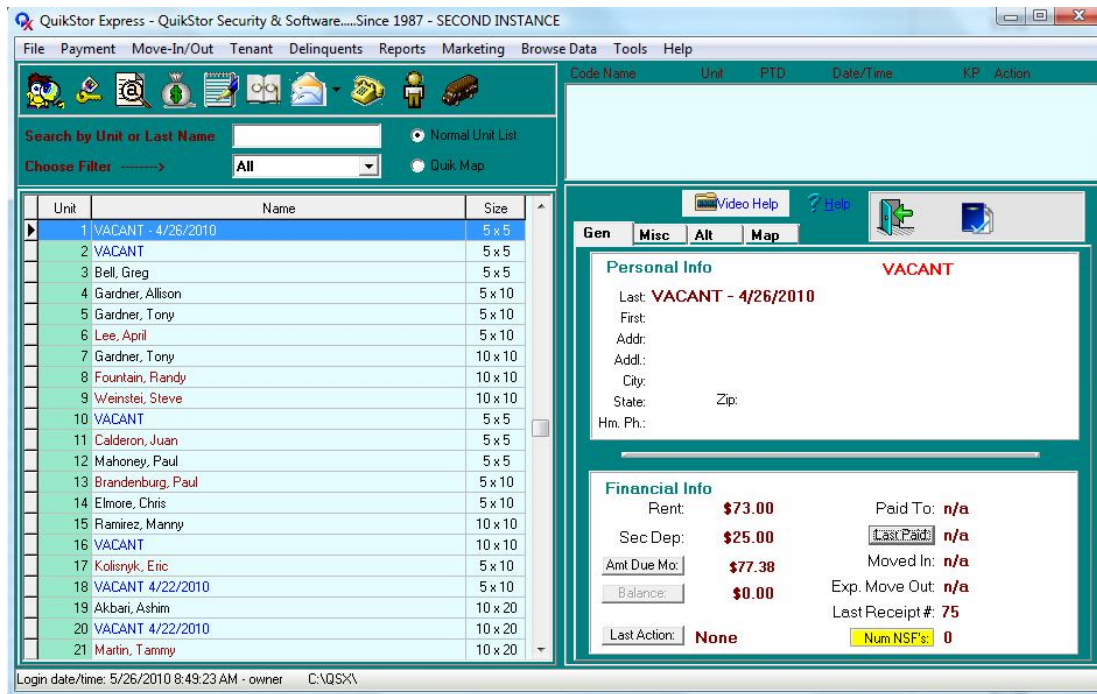 QuikStor Express - QuikStor Security & Software.....Since 1987 - SECOND INSTANCE
File Payment Move-In/Out Tenant Delinquents Reports Marketing Browse Data Tools Help
Code Name Unit PTD Date/Time KP Action
Search by Unit or Last Name
Normal Unit List
Choose Filter -------->
All
Quik Map
Unit Name Size
1 VACANT - 4/26/2010 5 x 5
2 VACANT 5 x 5
3 Bell, Greg 5 x 5
4 Gardner, Allison 5 x 10
5 Gardner, Tony 5 x 10
6 Lee, April 5 x 10
7 Gardner, Tony 10 x 10
8 Fountain, Randy 10 x 10
9 Weinstei, Steve 10 x 10
10 VACANT 5 x 5
11 Calderon, Juan 5 x 5
12 Mahoney, Paul 5 x 5
13 Brandenburg, Paul 5 x 10
14 Elmore, Chris 5 x 10
15 Ramirez, Manny 10 x 10
16 VACANT 10 x 10
17 Kolisnyk, Eric 5 x 10
18 VACANT 4/22/2010 5 x 10
19 Akbari, Ashim 10 x 20
20 VACANT 4/22/2010 10 x 20
21 Martin, Tammy 10 x 20
Video Help
Help
Gen Misc Alt Map
Personal Info VACANT
Last: VACANT - 4/26/2010
First:
Addr:
Addl.:
City:
State: Zip:
Hm. Ph.:
Financial Info
Rent: $73.00 Paid To: n/a
Sec Dep: $25.00 Last Paid: n/a
Amt Due Mo: $77.38 Moved In: n/a
Balance: $0.00 Exp. Move Out: n/a
Last Receipt #: 75
Last Action: None Num NSF's: 0
Login date/time: 5/26/2010 8:49:23 AM - owner C:\QSX\